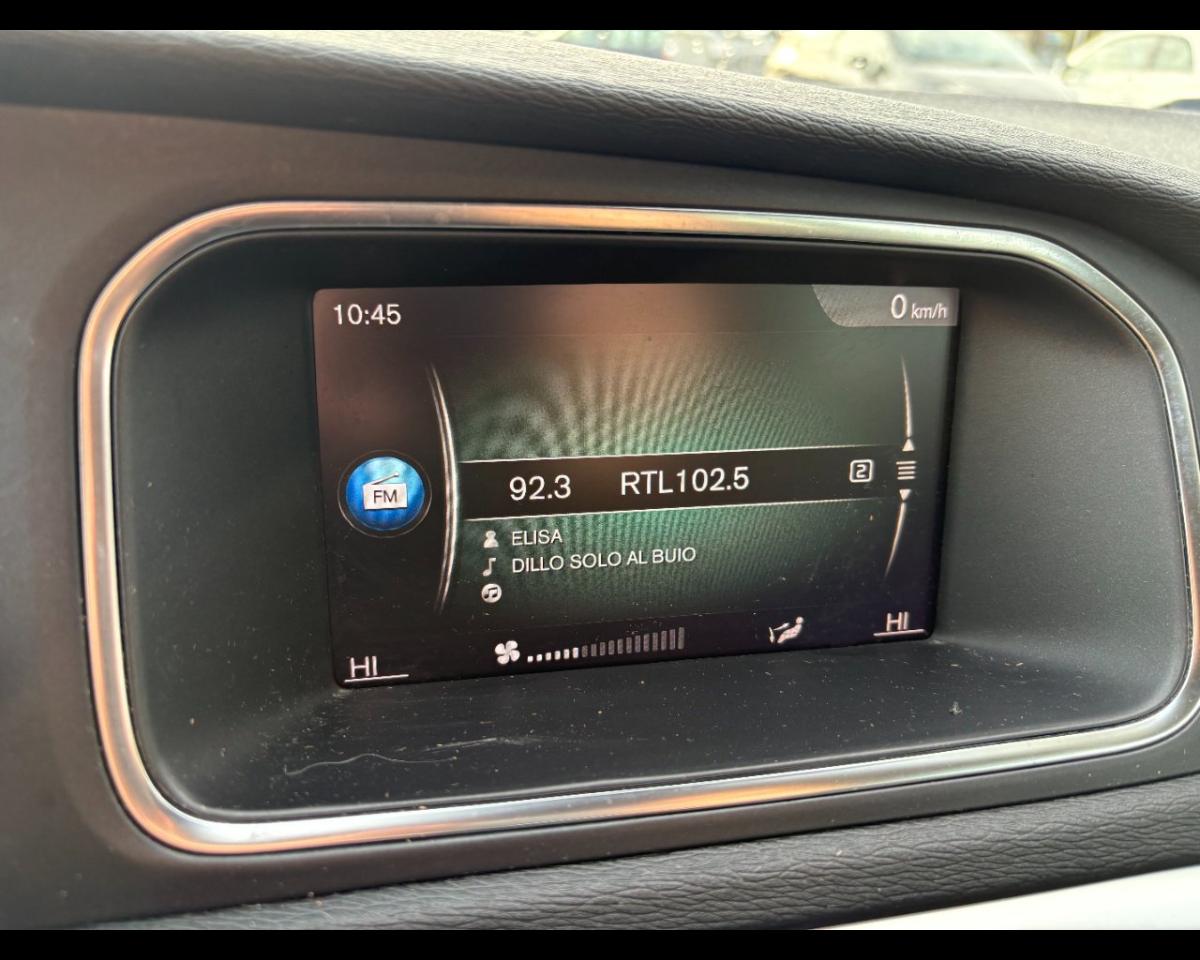 10:45
0 km/h
FM
92.3 RTL102.5 2
ELISA
DILLO SOLO AL BUIO
HI
HI